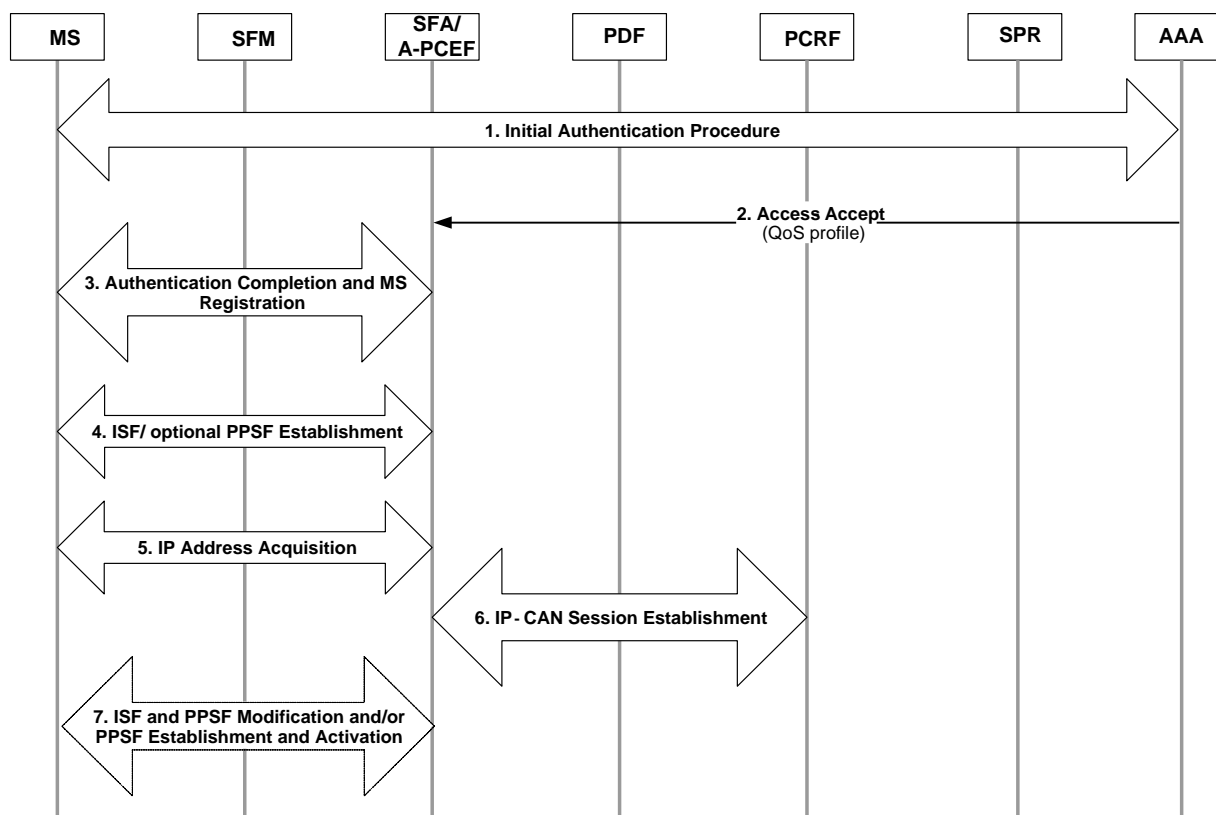 MS
SFM
SFA/
A-PCEF
PDF
PCRF
SPR
AAA
1. Initial Authentication Procedure
2. Access Accept
(QoS profile)
3. Authentication Completion and MS
Registration
4. ISF/ optional PPSF Establishment
5. IP Address Acquisition
6. IP- CAN Session Establishment
7. ISF and PPSF Modification and/or
PPSF Establishment and Activation